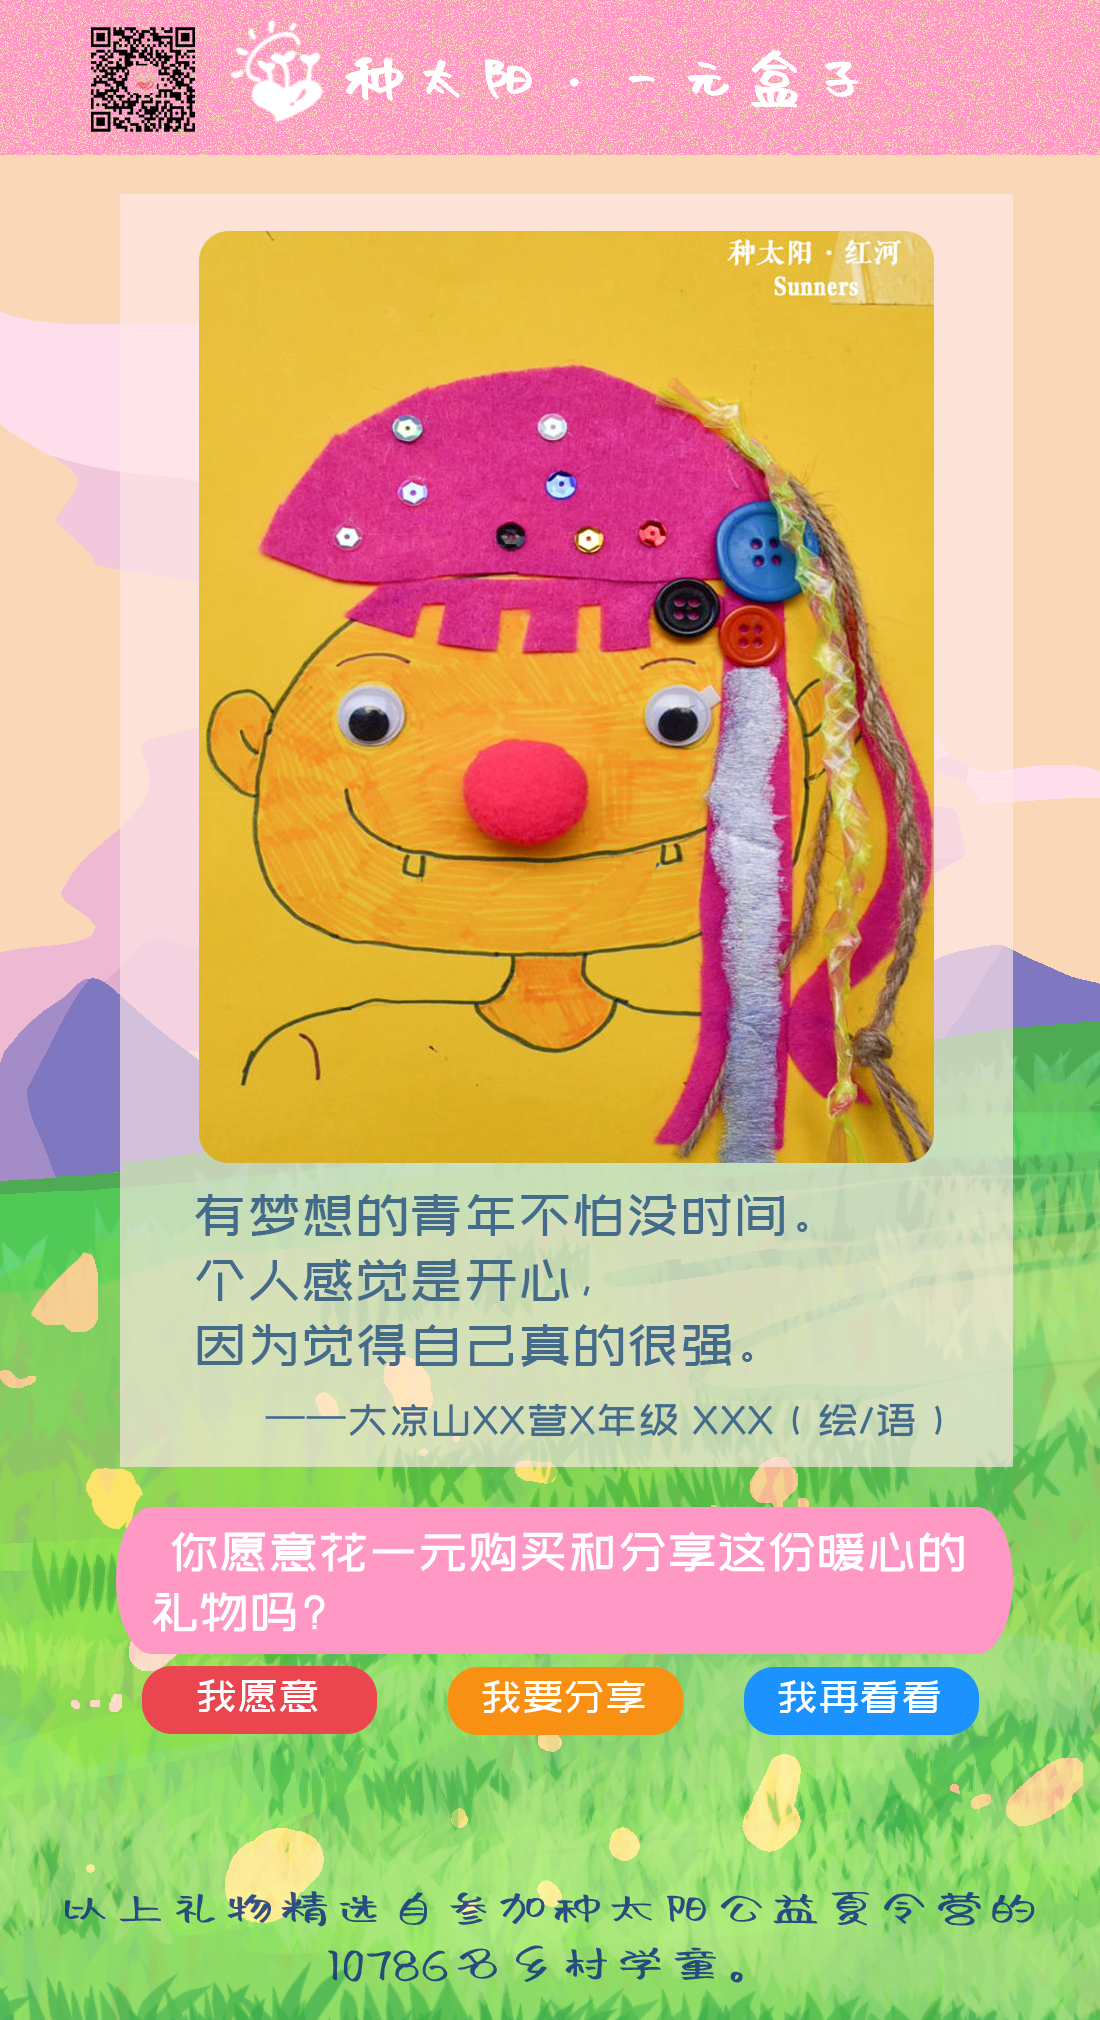 种太阳·一元盒子
种太阳·红河
Sunners
有梦想的青年不怕没时间。
个人感觉是开心，
因为觉得自己真的很强。
——大凉山XX营X年级 XXX（绘/语）
你愿意花一元购买和分享这份暖心的
礼物吗？
我愿意
我要分享
我再看看
以上礼物精选自参加种太阳公益夏令营的
10786名乡村学童。